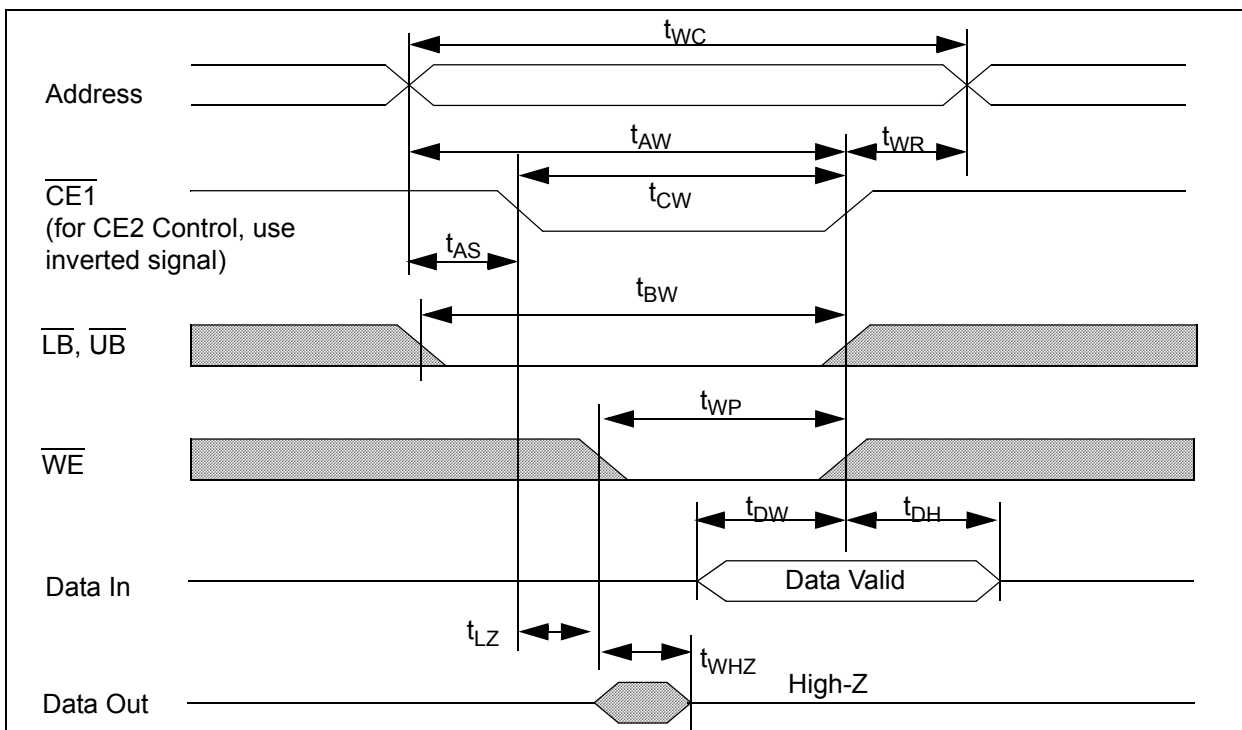 tWC
Address
tAW
tWR
CE1
(for CE2 Control, use
inverted signal)
tCW
tAS
tBW
LB, UB
tWP
WE
tDW
tDH
Data In
Data Valid
tLZ
tWHZ
High-Z
Data Out